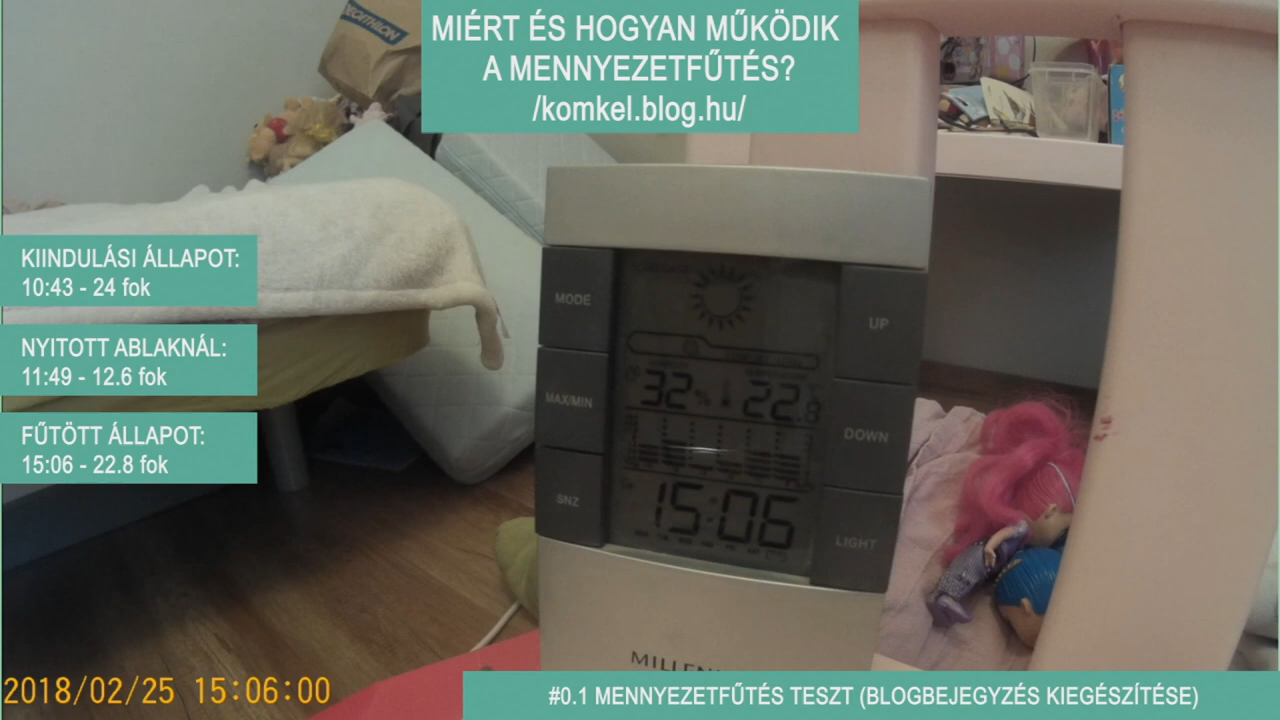 DECATHLON
MIÉRT ÉS HOGYAN MŰKÖDIK
A MENNYEZETFŰTÉS?
/komkel.blog.hu/
KIINDULÁSI ÁLLAPOT:
10:43 - 24 fok
NYITOTT ABLAKNÁL:
11:49 - 12.6 fok
FŰTÖTT ÁLLAPOT:
15:06 - 22.8 fok
MODE
UP
MAX/MIN
32% 22.8
DOWN
SNZ
15:06
LIGHT
2018/02/25 15:06:00
#0.1 MENNYEZETFŰTÉS TESZT (BLOGBEJEGYZÉS KIEGÉSZÍTÉSE)